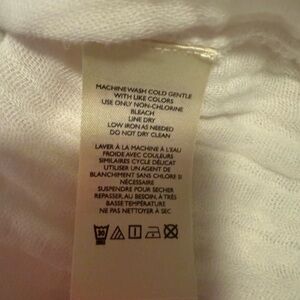 MACHINE WASH COLD GENTLE
WITH LIKE COLORS
USE ONLY NON-CHLORINE
BLEACH
LINE DRY
LOW IRON AS NEEDED
DO NOT DRY CLEAN
LAVER À LA MACHINE À L'EAU
FROIDE AVEC COULEURS
SIMILAIRES CYCLE DÉLICAT
UTILISER UN AGENT DE
BLANCHIMENT SANS CHLORE SI
NÉCESSAIRE
SUSPENDRE POUR SÉCHER
REPASSER, AU BESOIN, À TRÈS
BASSE TEMPÉRATURE
NE PAS NETTOYER À SEC
30